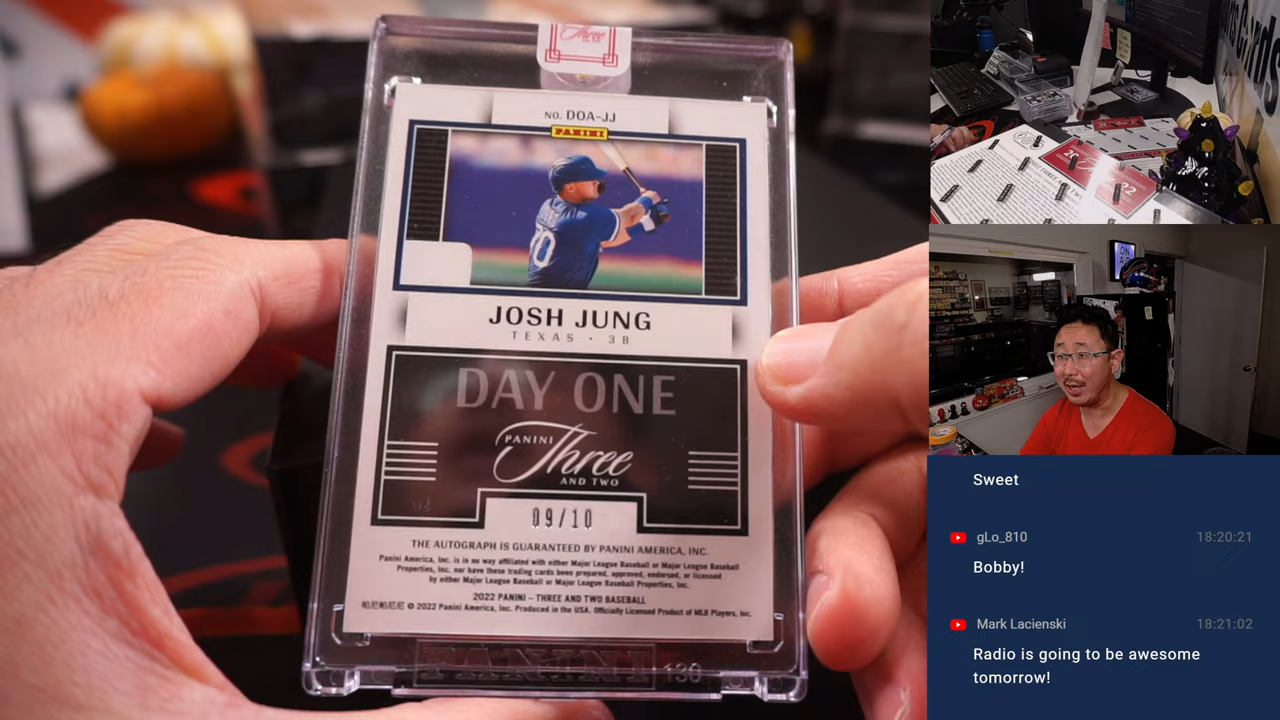 Three
NO. DOA-JJ
PANINI
JOSH JUNG
TEXAS · 3B
DAY ONE
PANINI
Three
AND TWO
09/10
THE AUTOGRAPH IS GUARANTEED BY PANINI AMERICA, INC.
Panini America, Inc. is in no way affiliated with either Major League Baseball or Major League Baseball
Properties, Inc. nor have these trading cards been prepared, approved, endorsed, or licensed
by either Major League Baseball or Major League Baseball Properties, Inc.
2022 PANINI – THREE AND TWO BASEBALL
© 2022 Panini America, Inc. Produced in the USA. Officially Licensed Product of MLB Players, Inc.
PANINI 130
Sweet
gLo_810 18:20:21
Bobby!
Mark Lacienski 18:21:02
Radio is going to be awesome
tomorrow!